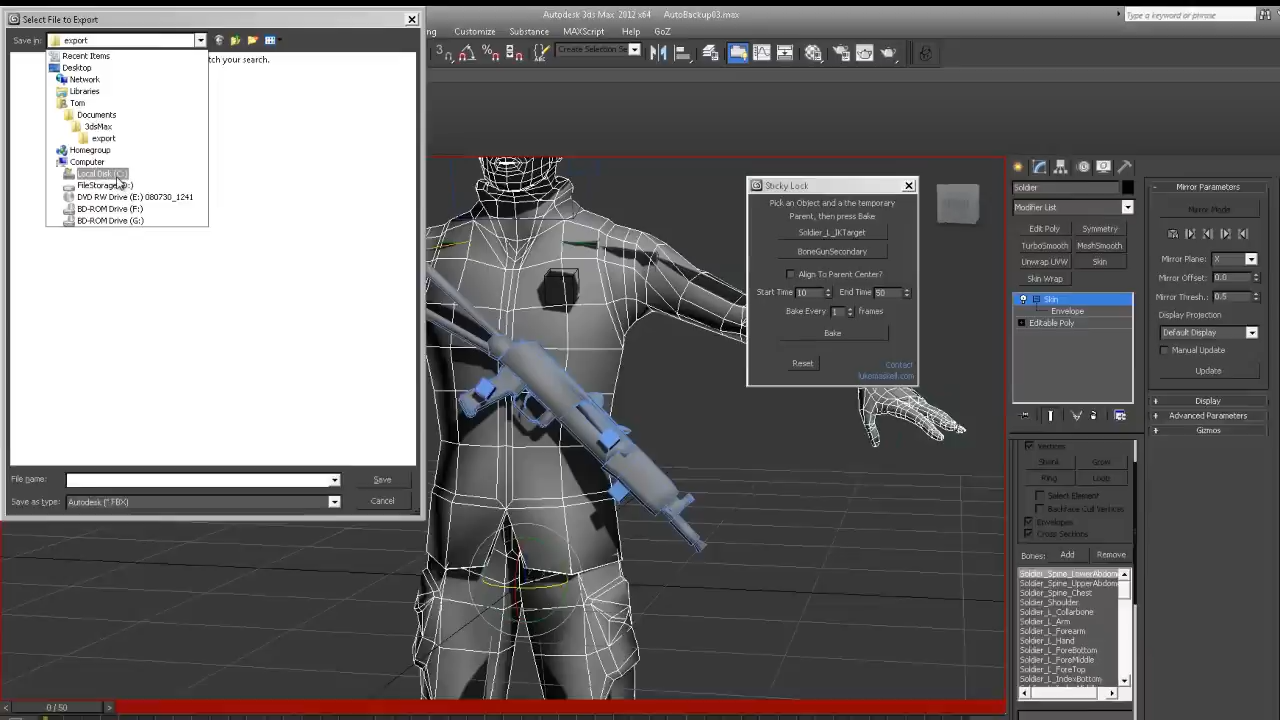 Select File to Export
Autodesk 3ds Max 2012 x64 AutoBackup03.max
Type a keyword or phrase
Customize MAXScript Help GoZ
Substance
Save in: export
Create Selection Se
Recent Items
Desktop
tch your search.
Network
Libraries
Tom
Documents
3dsMax
export
Homegroup
Computer
Local Disk (C:)
FileStorage (D:)
DVD RW Drive (E:) 080730_1241
BD-ROM Drive (F:)
BD-ROM Drive (G:)
File name:
Save
Save as type: Autodesk (*.FBX)
Cancel
Sticky Lock
Pick an Object and a the temporary
Parent, then press Bake
Soldier_L_IKTarget
BoneGunSecondary
Align To Parent Center?
Start Time 10 End Time 50
Bake Every 1 frames
Bake
Reset
Contact
Soldier
Modifier List
Edit Poly Symmetry
TurboSmooth MeshSmooth
Unwrap UVW Skin
Skin Wrap
Skin
Envelope
Editable Poly
Mirror Parameters
Mirror Mode
Mirror Plane: X
Mirror Offset: 0.0
Mirror Thresh.: 0.5
Display Projection
Default Display
Manual Update
Update
Display
Advanced Parameters
Gizmos
Vertices
Shrink Grow
Ring Loop
Select Element
Backface Cull Vertices
Envelopes
Cross Sections
Bones: Add Remove
Soldier_Spine_LowerAbdom
Soldier_Spine_UpperAbdom
Soldier_Spine_Chest
Soldier_Shoulder
Soldier_L_Collarbone
Soldier_L_Arm
Soldier_L_Forearm
Soldier_L_Hand
Soldier_L_ForeBottom
Soldier_L_ForeMiddle
Soldier_L_ForeTop
Soldier_L_IndexBottom
0 / 50